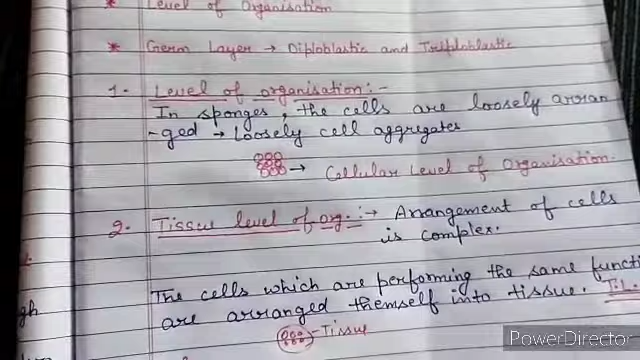 * Level of Organisation
* Germ Layer → Diploblastic and Triploblastic
1. Level of organisation:-
In sponges, the cells are loosely arran
-ged → Loosely cell aggregates
→ Cellular Level of Organisation.
2. Tissue level of org.:→ Arrangement of cells
is complex.
The cells which are performing the same functi
are arranged themself into tissue. T.L.
-Tissue
PowerDirector